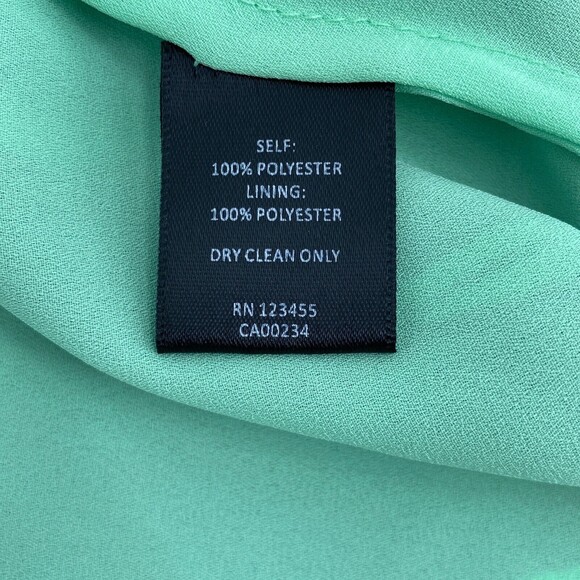 SELF:
100% POLYESTER
LINING:
100% POLYESTER
DRY CLEAN ONLY
RN 123455
CA00234